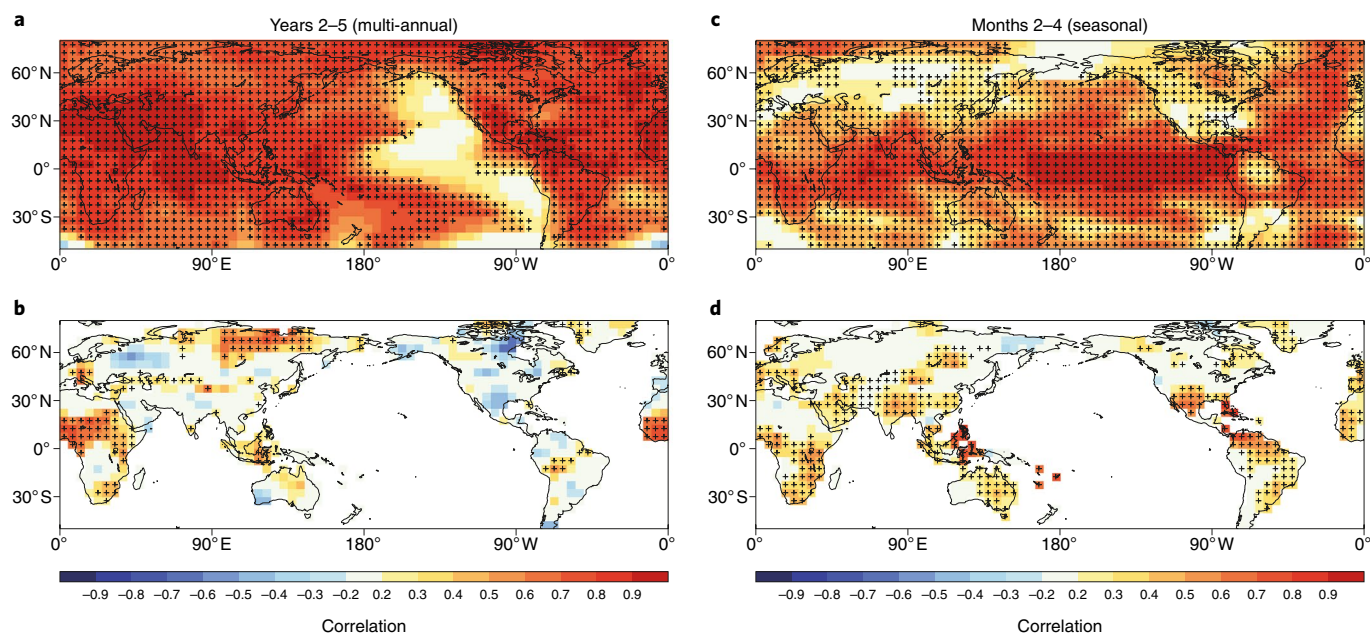 a
Years 2–5 (multi-annual)
60° N
30° N
0°
30° S
0°
90° E
180°
90° W
0°
c
Months 2–4 (seasonal)
60° N
30° N
0°
30° S
0°
90° E
180°
90° W
0°
b
60° N
30° N
0°
30° S
0°
90° E
180°
90° W
0°
d
60° N
30° N
0°
30° S
0°
90° E
180°
90° W
0°
–0.9 –0.8 –0.7 –0.6 –0.5 –0.4 –0.3 –0.2 0.2 0.3 0.4 0.5 0.6 0.7 0.8 0.9
Correlation
–0.9 –0.8 –0.7 –0.6 –0.5 –0.4 –0.3 –0.2 0.2 0.3 0.4 0.5 0.6 0.7 0.8 0.9
Correlation